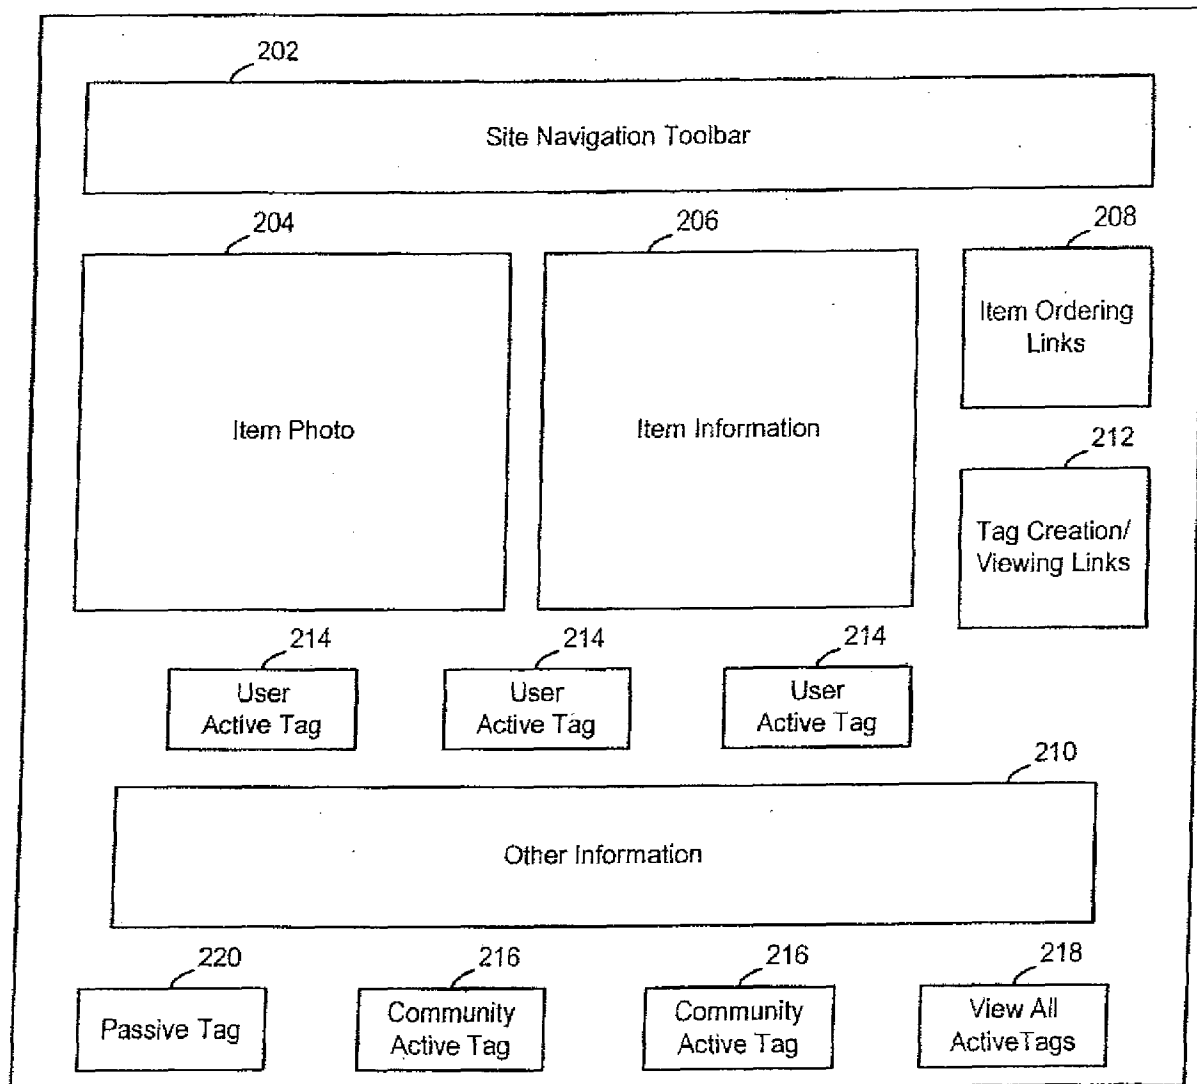 202
Site Navigation Toolbar
204
206
208
Item Photo
Item Information
Item Ordering
Links
212
Tag Creation/
Viewing Links
214
214
214
User
Active Tag
User
Active Tag
User
Active Tag
210
Other Information
220
216
216
218
Passive Tag
Community
Active Tag
Community
Active Tag
View All
ActiveTags